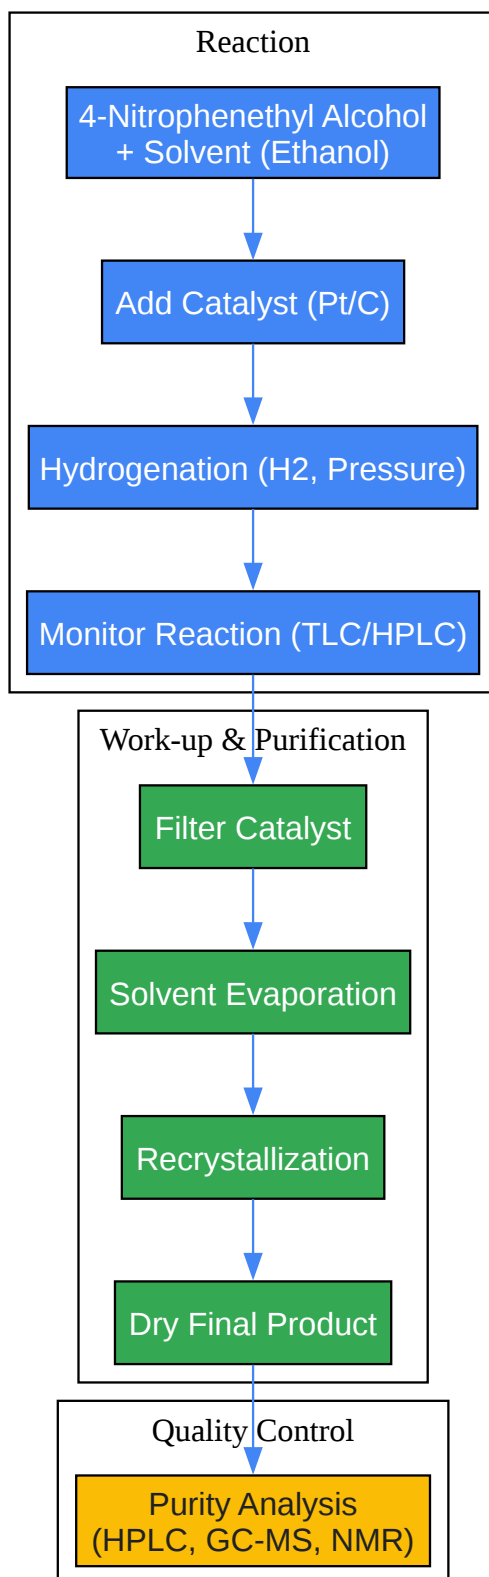 Reaction
4-Nitrophenethyl Alcohol
+ Solvent (Ethanol)
Add Catalyst (Pt/C)
Hydrogenation (H2, Pressure)
Monitor Reaction (TLC/HPLC)
Work-up & Purification
Filter Catalyst
Solvent Evaporation
Recrystallization
Dry Final Product
Quality Control
Purity Analysis
(HPLC, GC-MS, NMR)